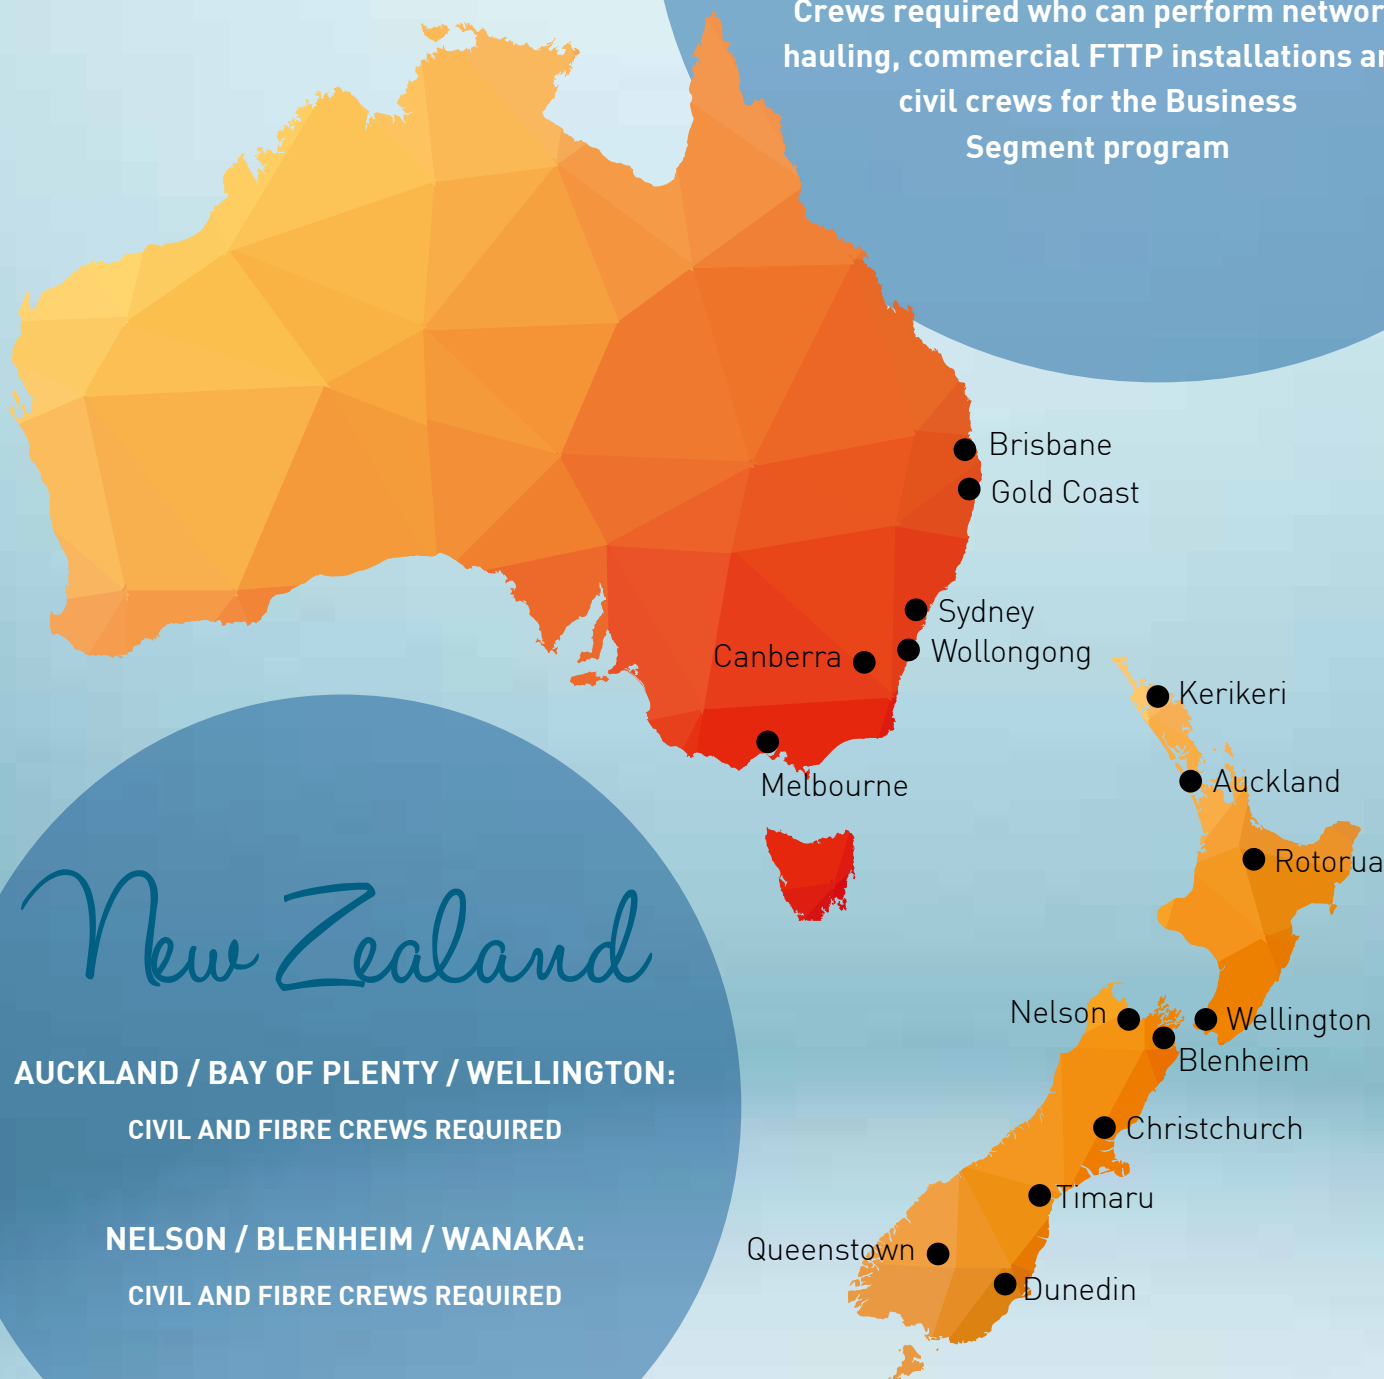 Crews required who can perform
hauling, commercial FTTP installations
civil crews for the Business
Segment program
Brisbane
Gold Coast
Sydney
Canberra
Wollongong
Kerikeri
Melbourne
Auckland
Rotorua
New Zealand
Nelson
Wellington
Blenheim
AUCKLAND / BAY OF PLENTY / WELLINGTON:
CIVIL AND FIBRE CREWS REQUIRED
Christchurch
Timaru
NELSON / BLENHEIM / WANAKA:
Queenstown
Dunedin
CIVIL AND FIBRE CREWS REQUIRED